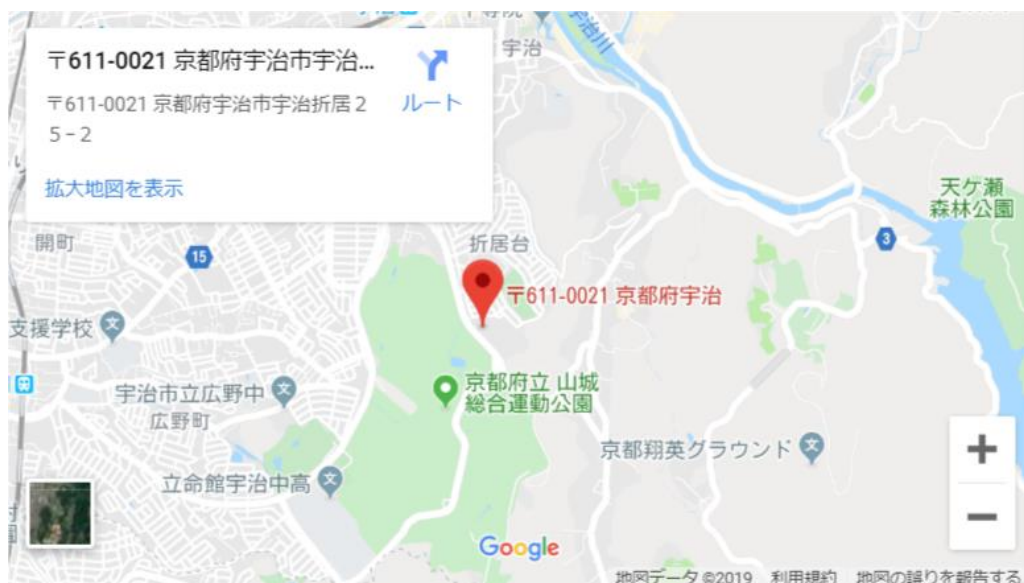 〒611-0021 京都府宇治市宇治...
〒611-0021 京都府宇治市宇治折居２
５−２
ルート
拡大地図を表示
宇治
宇治川
天ケ瀬
森林公園
3
開町
15
折居台
〒611-0021 京都府宇治
支援学校
宇治市立広野中
広野町
京都府立 山城
総合運動公園
京都翔英グラウンド
立命館宇治中高
Google
地図データ ©2019
利用規約
地図の誤りを報告する